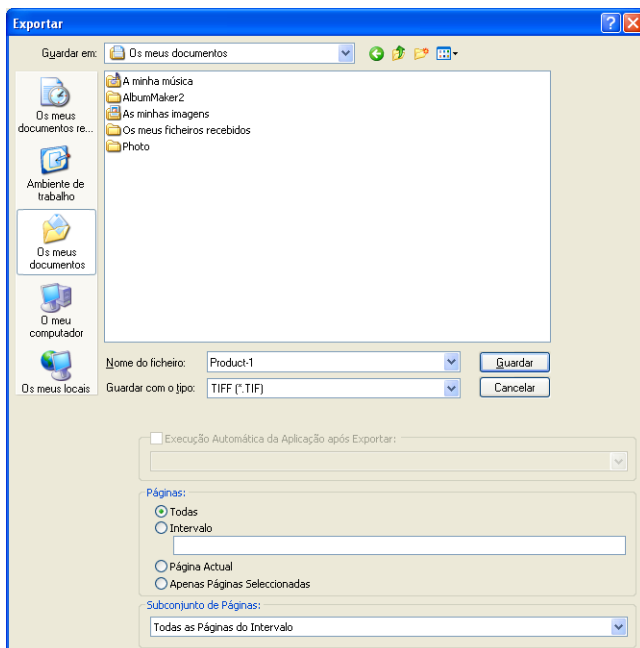 Exportar
Guardar em:
Os meus documentos
Os meus
documentos re...
Ambiente de
trabalho
Os meus
documentos
O meu
computador
Os meus locais
A minha música
AlbumMaker2
As minhas imagens
Os meus ficheiros recebidos
Photo
Nome do ficheiro:
Product-1
Guardar
Guardar com o tipo:
TIFF (*.TIF)
Cancelar
Execução Automática da Aplicação após Exportar:
Páginas:
Todas
Intervalo
Página Actual
Apenas Páginas Seleccionadas
Subconjunto de Páginas:
Todas as Páginas do Intervalo